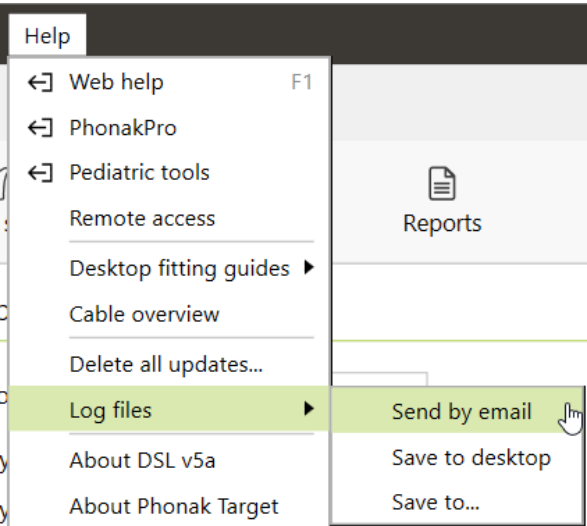 Help
Web help F1
PhonakPro
Pediatric tools
Remote access
Reports
Desktop fitting guides
Cable overview
Delete all updates...
Log files
Send by email
About DSL v5a
Save to desktop
About Phonak Target
Save to...